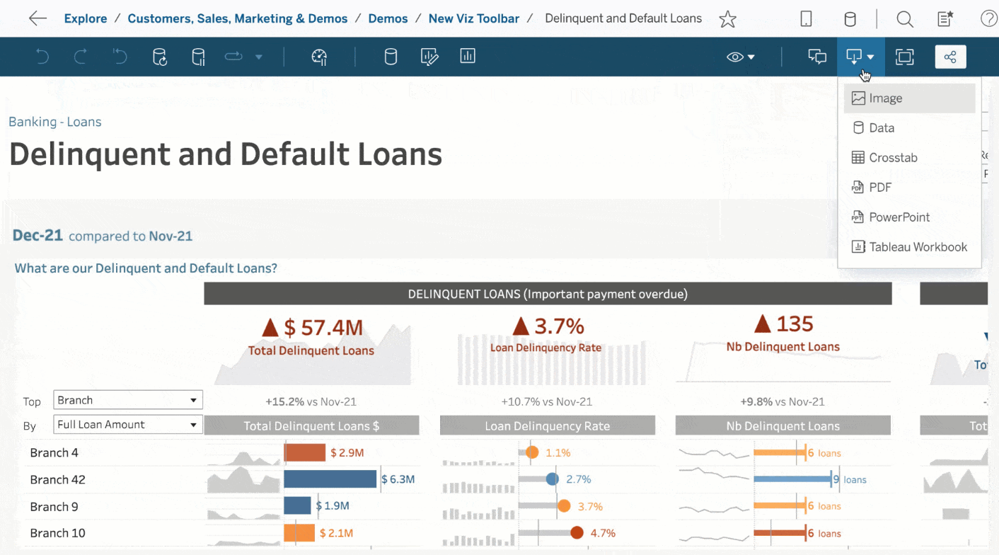 Explore / Customers, Sales, Marketing & Demos / Demos / New Viz Toolbar / Delinquent and Default Loans
Image
Data
Crosstab
PDF
PowerPoint
Tableau Workbook
Banking - Loans
Delinquent and Default Loans
Dec-21 compared to Nov-21
What are our Delinquent and Default Loans?
DELINQUENT LOANS (Important payment overdue)
▲ $ 57.4M ▲ 3.7% ▲ 135
Total Delinquent Loans Loan Delinquency Rate Nb Delinquent Loans
Top Branch +15.2% vs Nov-21 +10.7% vs Nov-21 +9.8% vs Nov-21
By Full Loan Amount Total Delinquent Loans $ Loan Delinquency Rate Nb Delinquent Loans
Branch 4 $ 2.9M 1.1% 6 loans
Branch 42 $ 6.3M 2.7% 9 loans
Branch 9 $ 1.9M 3.7% 6 loans
Branch 10 $ 2.1M 4.7% 6 loans